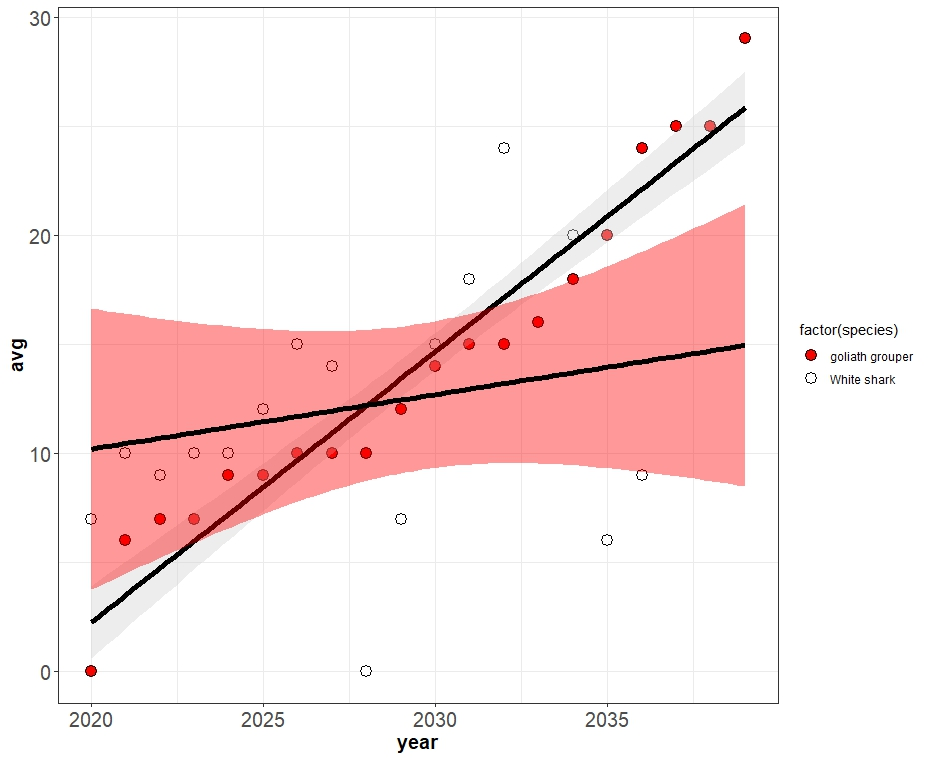 30
20
10
0
avg
2020 2025 2030 2035
year
factor(species)
goliath grouper
White shark